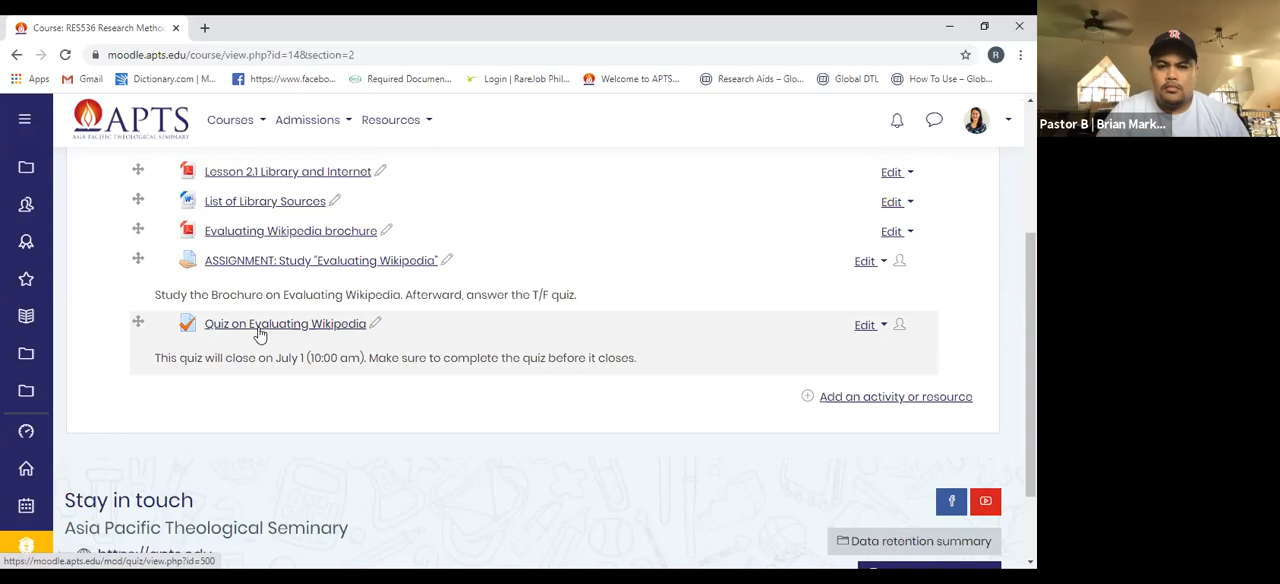 Course: RES536 Research Metho
moodle.apts.edu/course/view.php?id=14&section=2
R
Apps
Gmail
Dictionary.com | M...
https://www.facebo...
Required Documen...
Login | RareJob Phil...
Welcome to APTS...
Research Aids – Glo...
Global DTL
How To Use – Glob...
Pastor B | Brian Mark...
APTS
ASIA PACIFIC THEOLOGICAL SEMINARY
Courses
Admissions
Resources
Lesson 2.1 Library and Internet
Edit
List of Library Sources
Edit
Evaluating Wikipedia brochure
Edit
ASSIGNMENT: Study "Evaluating Wikipedia"
Edit
Study the Brochure on Evaluating Wikipedia. Afterward, answer the T/F quiz.
Quiz on Evaluating Wikipedia
Edit
This quiz will close on July 1 (10:00 am). Make sure to complete the quiz before it closes.
Add an activity or resource
Stay in touch
Asia Pacific Theological Seminary
https://apts.edu
Data retention summary
https://moodle.apts.edu/mod/quiz/view.php?id=500